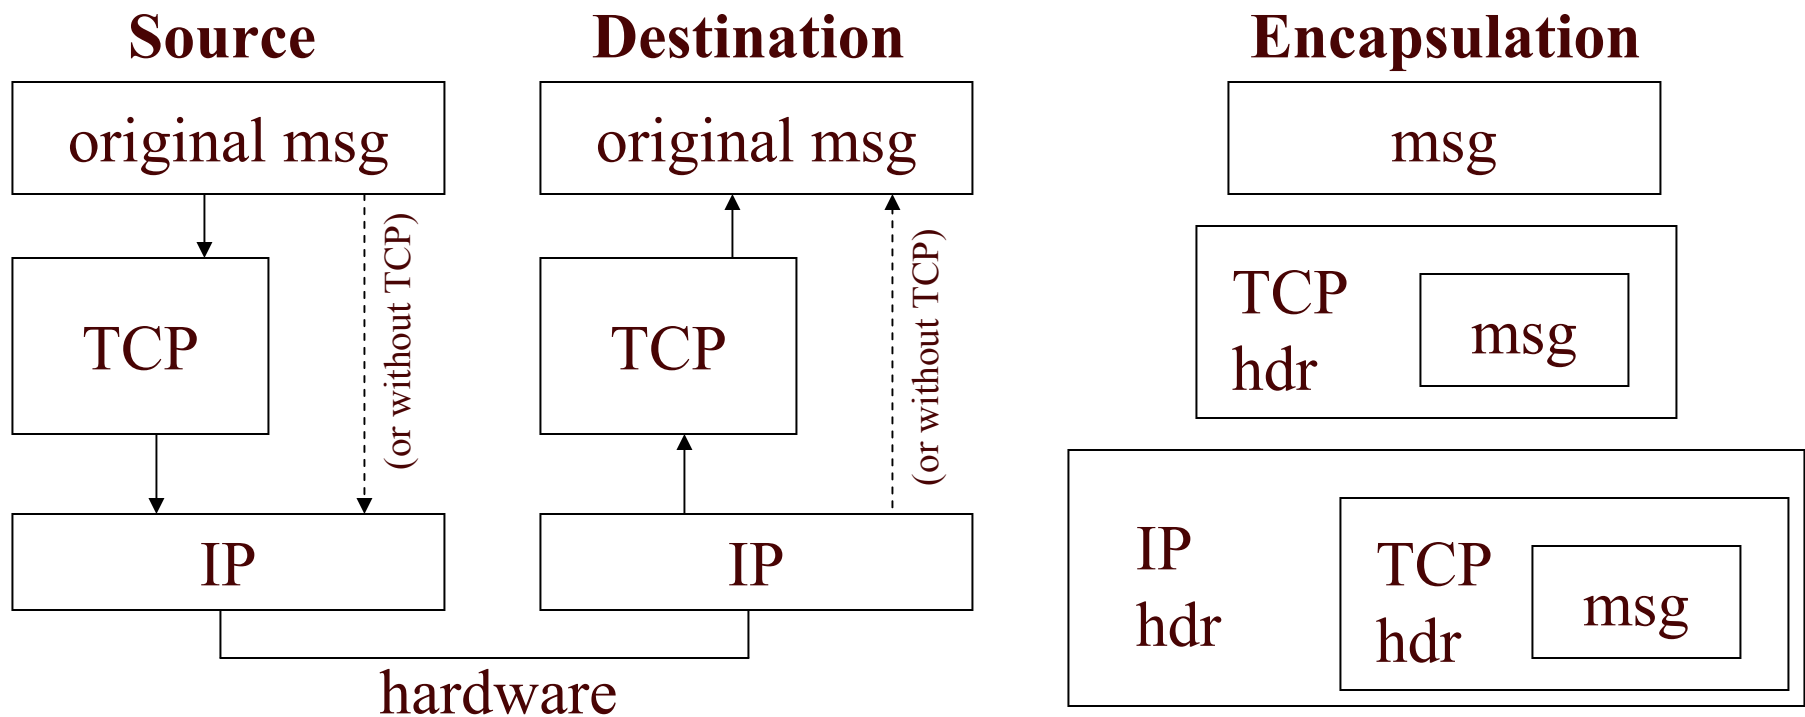 Source
original msg
TCP
(or without TCP)
IP
Destination
original msg
TCP
(or without TCP)
IP
hardware
Encapsulation
msg
TCP
hdr
msg
IP
hdr
TCP
hdr
msg